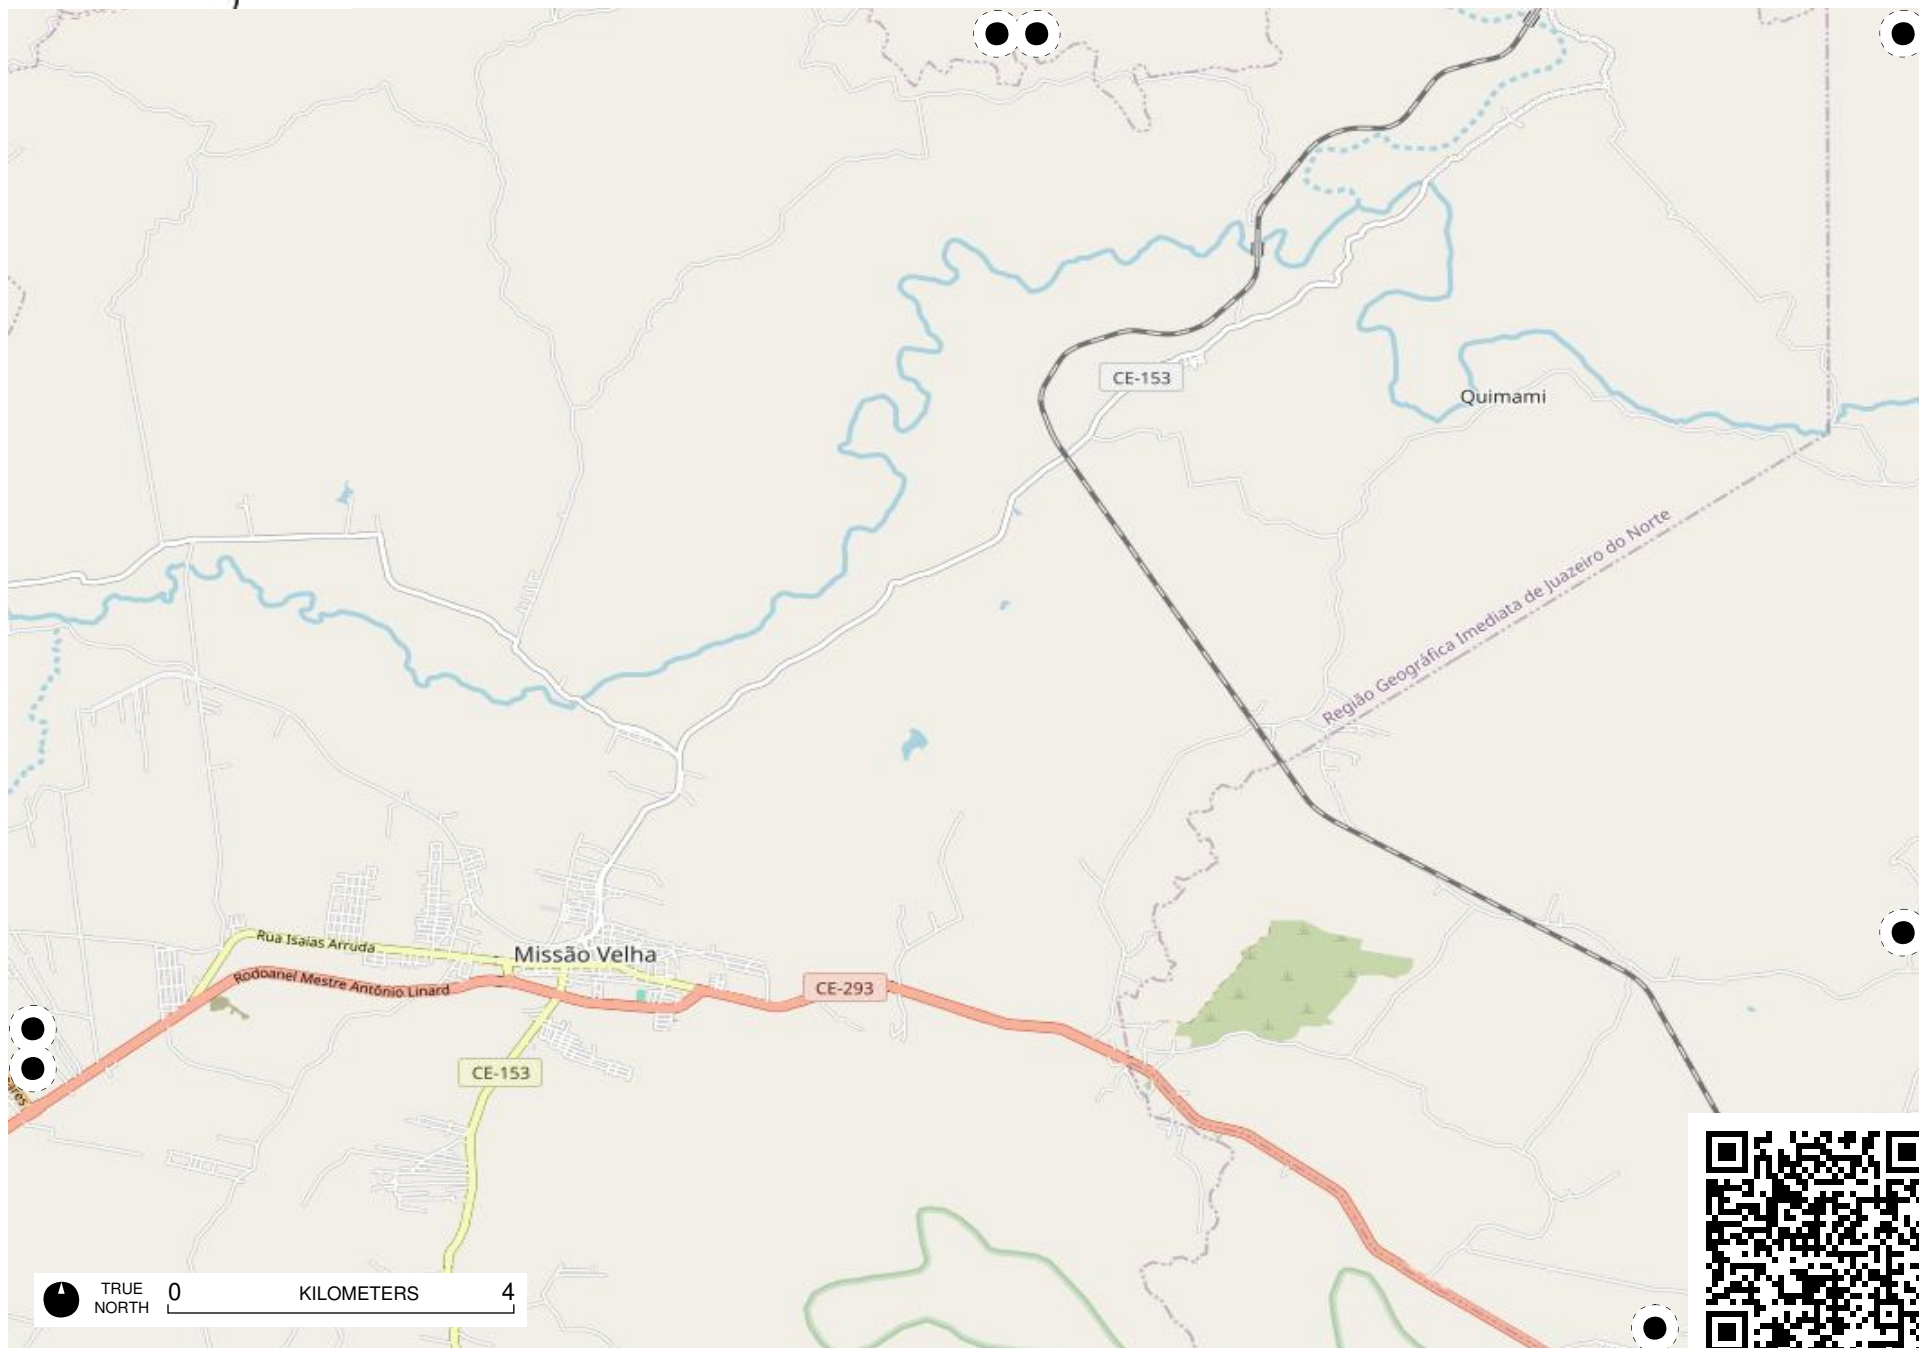 CE-153
Quimami
Região Geográfica Imediata de Juazeiro do Norte
Rua Isaías Arruda
Missão Velha
Rodoanel Mestre Antônio Linard
CE-293
CE-153
TRUE
NORTH
0 KILOMETERS 4